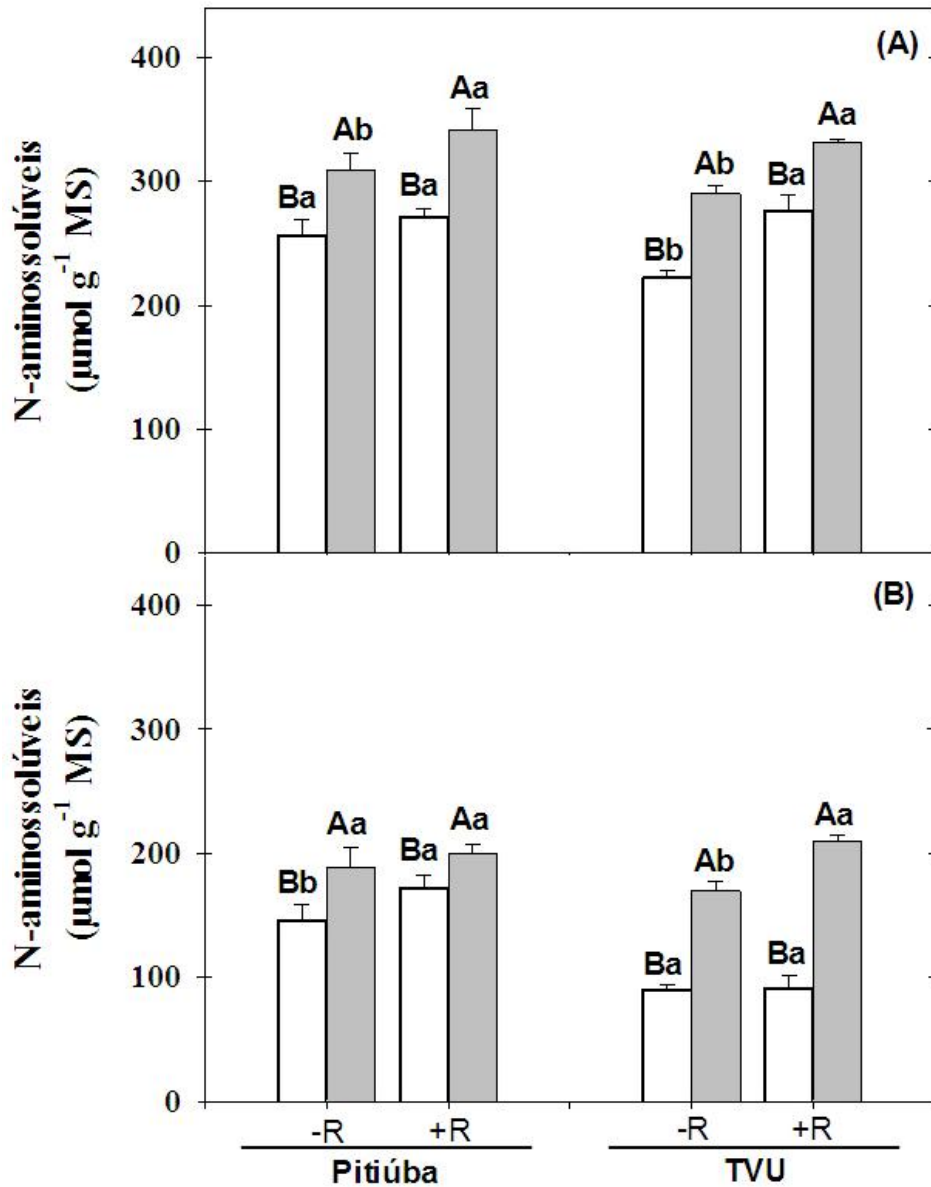 (A)
400
Aa
Aa
Ab
Ab
300
Ba
Ba
Ba
Bb
200
100
0
N-aminossolúveis
(µmol g⁻¹ MS)
(B)
400
300
Aa
Aa
Aa
200
Ba
Ab
Bb
Ba
Ba
100
0
N-aminossolúveis
(µmol g⁻¹ MS)
-R +R -R +R
Pitiúba TVU